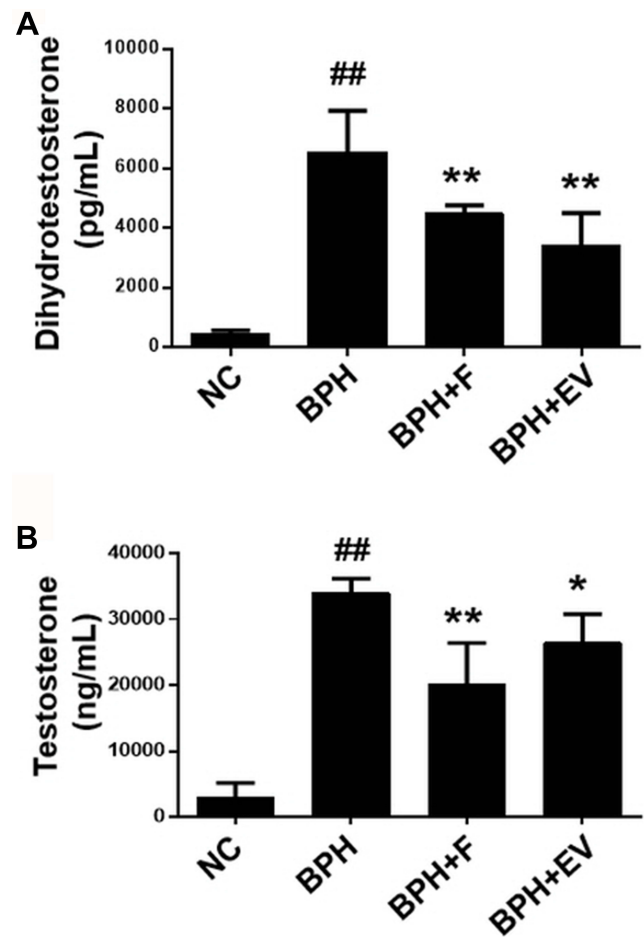 A
Dihydrotestosterone
(pg/mL)
10000
8000
6000
4000
2000
0
##
**
**
NC
BPH
BPH+F
BPH+EV
B
Testosterone
(ng/mL)
40000
30000
20000
10000
0
##
**
*
NC
BPH
BPH+F
BPH+EV